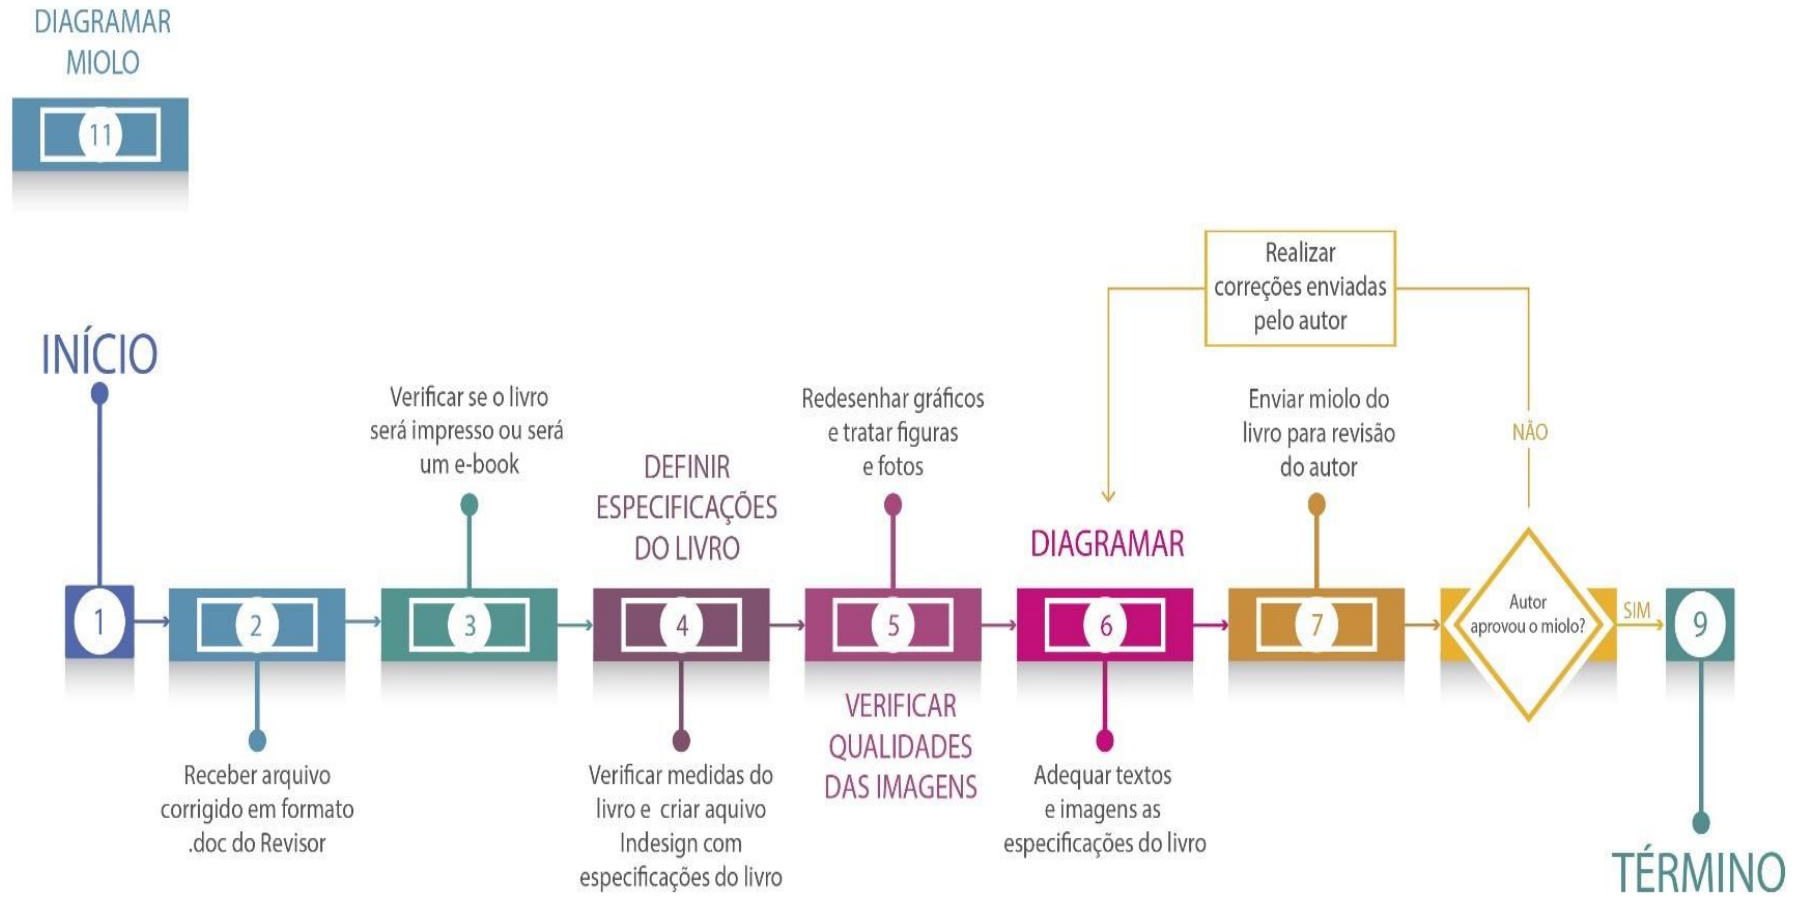 DIAGRAMAR
MIOLO
11
INÍCIO
1
2
Receber arquivo
corrigido em formato
.doc do Revisor
Verificar se o livro
será impresso ou será
um e-book
3
DEFINIR
ESPECIFICAÇÕES
DO LIVRO
4
Verificar medidas do
livro e criar aquivo
Indesign com
especificações do livro
Redesenhar gráficos
e tratar figuras
e fotos
5
VERIFICAR
QUALIDADES
DAS IMAGENS
DIAGRAMAR
6
Adequar textos
e imagens as
especificações do livro
Realizar
correções enviadas
pelo autor
Enviar miolo do
livro para revisão
do autor
7
NÃO
Autor
aprovou o miolo?
SIM
9
TÉRMINO